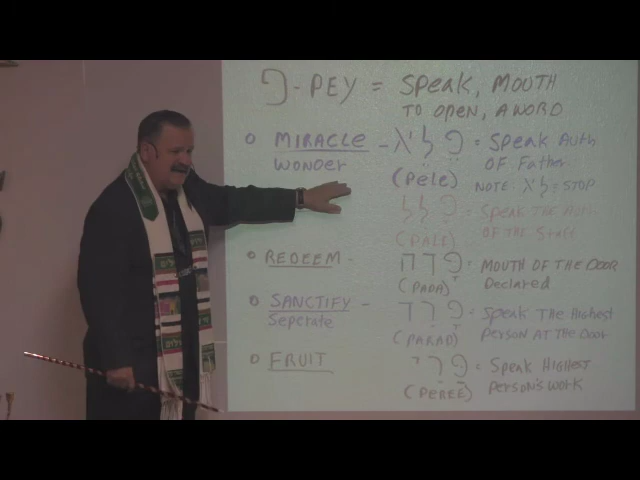 פ - PEY = Speak, MOUTH
TO OPEN, A WORD
o MIRACLE - פלא = Speak Auth
Wonder OF Father
(Pele) NOTE לא = STOP
פלל = SPEAK THE AUTH
(PALE) OF THE Staff
o REDEEM - פדה = MOUTH OF THE DOOR
(PADA) Declared
o SANCTIFY - פרד = SPEAK THE HIGHEST
Seperate PERSON AT THE DOOR
(PARAD)
o FRUIT פרי = Speak HIGHEST
(PEREE) PERSON'S WORK